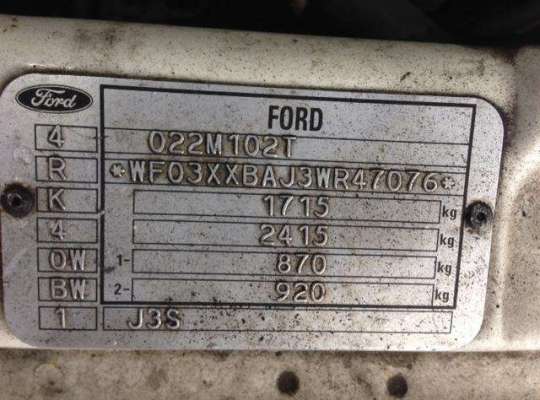 Ford
FORD
4 022M102T
R *WF03XXBAJ3WR47076*
K 1715 kg
4 2415 kg
0W 1- 870 kg
BW 2- 920 kg
1 J3S